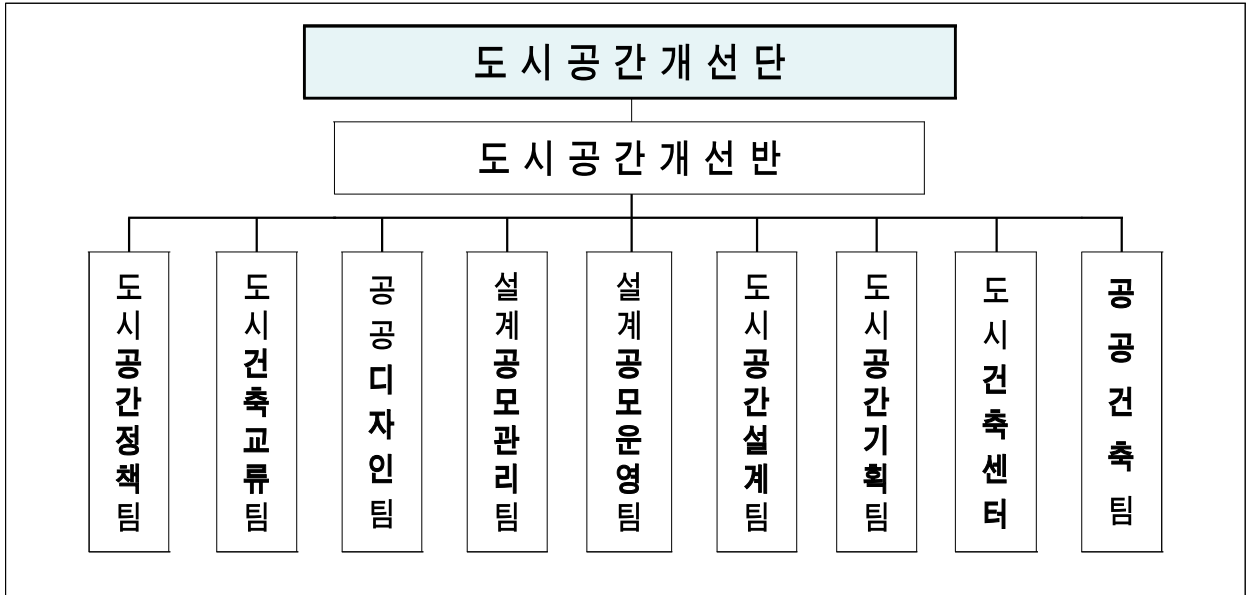 도시공간개선단
도시공간개선반
도시공간정책팀
도시건축교류팀
공공디자인팀
설계공모관리팀
설계공모운영팀
도시공간설계팀
도시공간기획팀
도시건축센터
공공건축팀